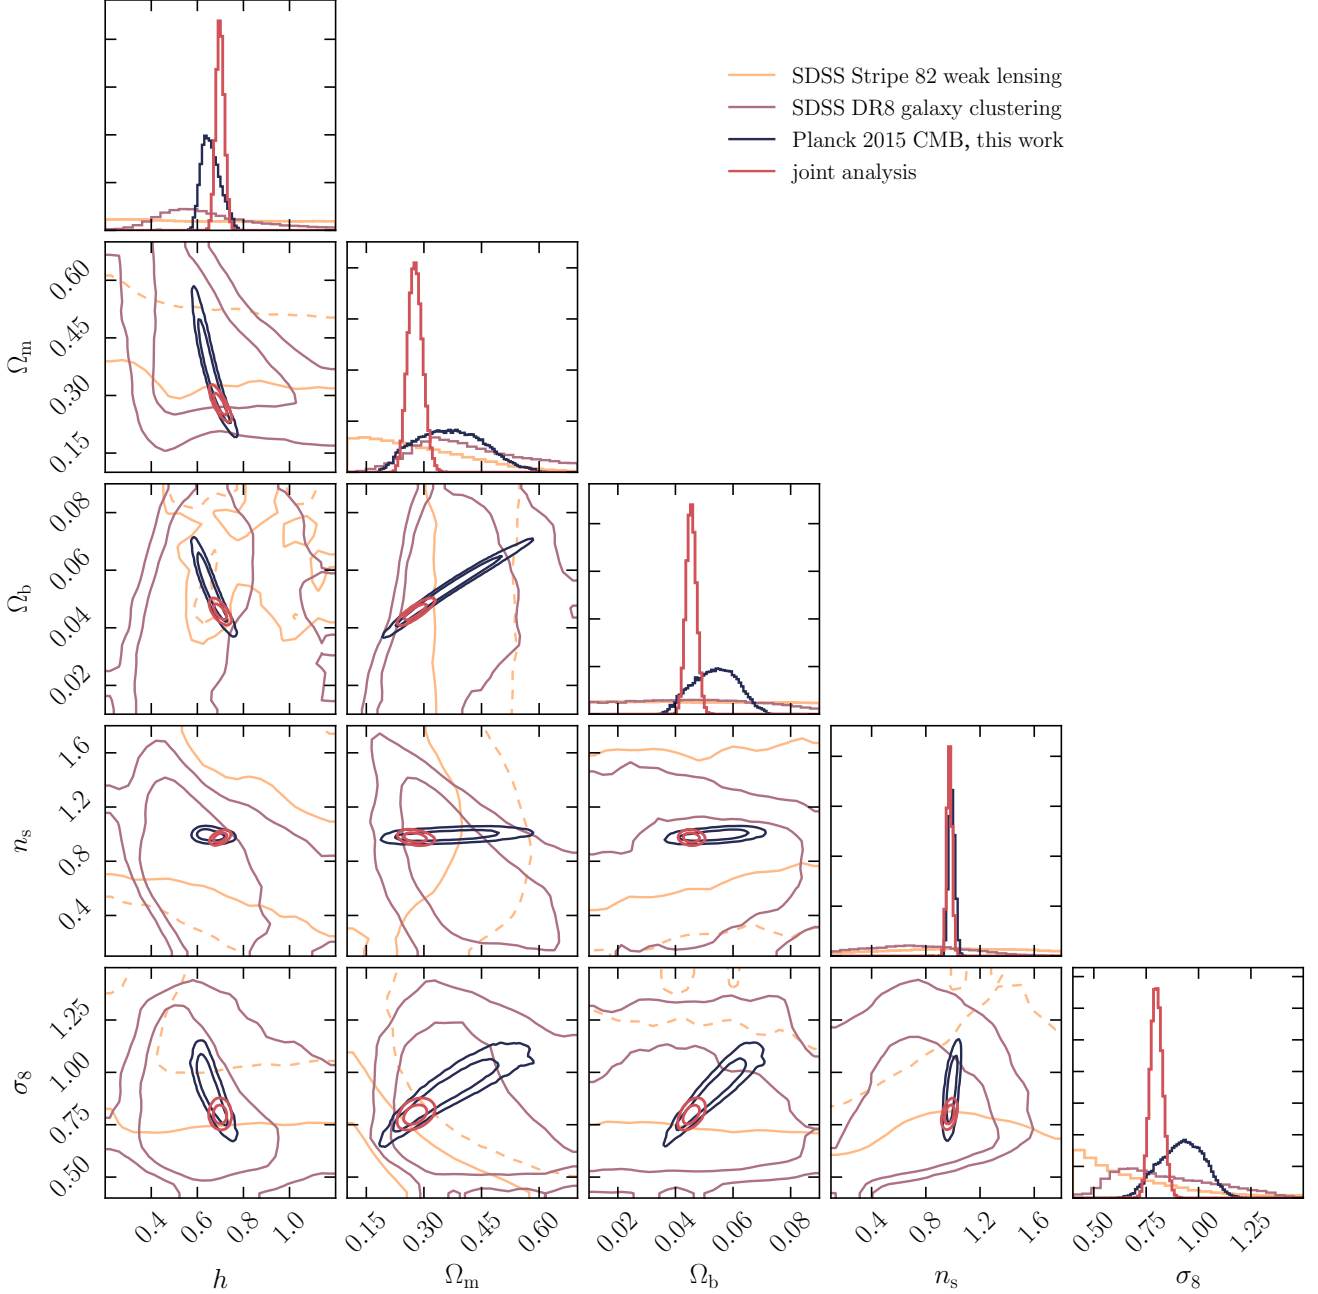 SDSS Stripe 82 weak lensing
SDSS DR8 galaxy clustering
Planck 2015 CMB, this work
joint analysis
0.60
0.45
0.30
0.15
Ωm
0.08
0.06
0.04
0.02
Ωb
1.6
1.2
0.8
0.4
ns
1.25
1.00
0.75
0.50
σ8
0.4 0.6 0.8 1.0
0.15 0.30 0.45 0.60
0.02 0.04 0.06 0.08
0.4 0.8 1.2 1.6
0.50 0.75 1.00 1.25
h Ωm Ωb ns σ8